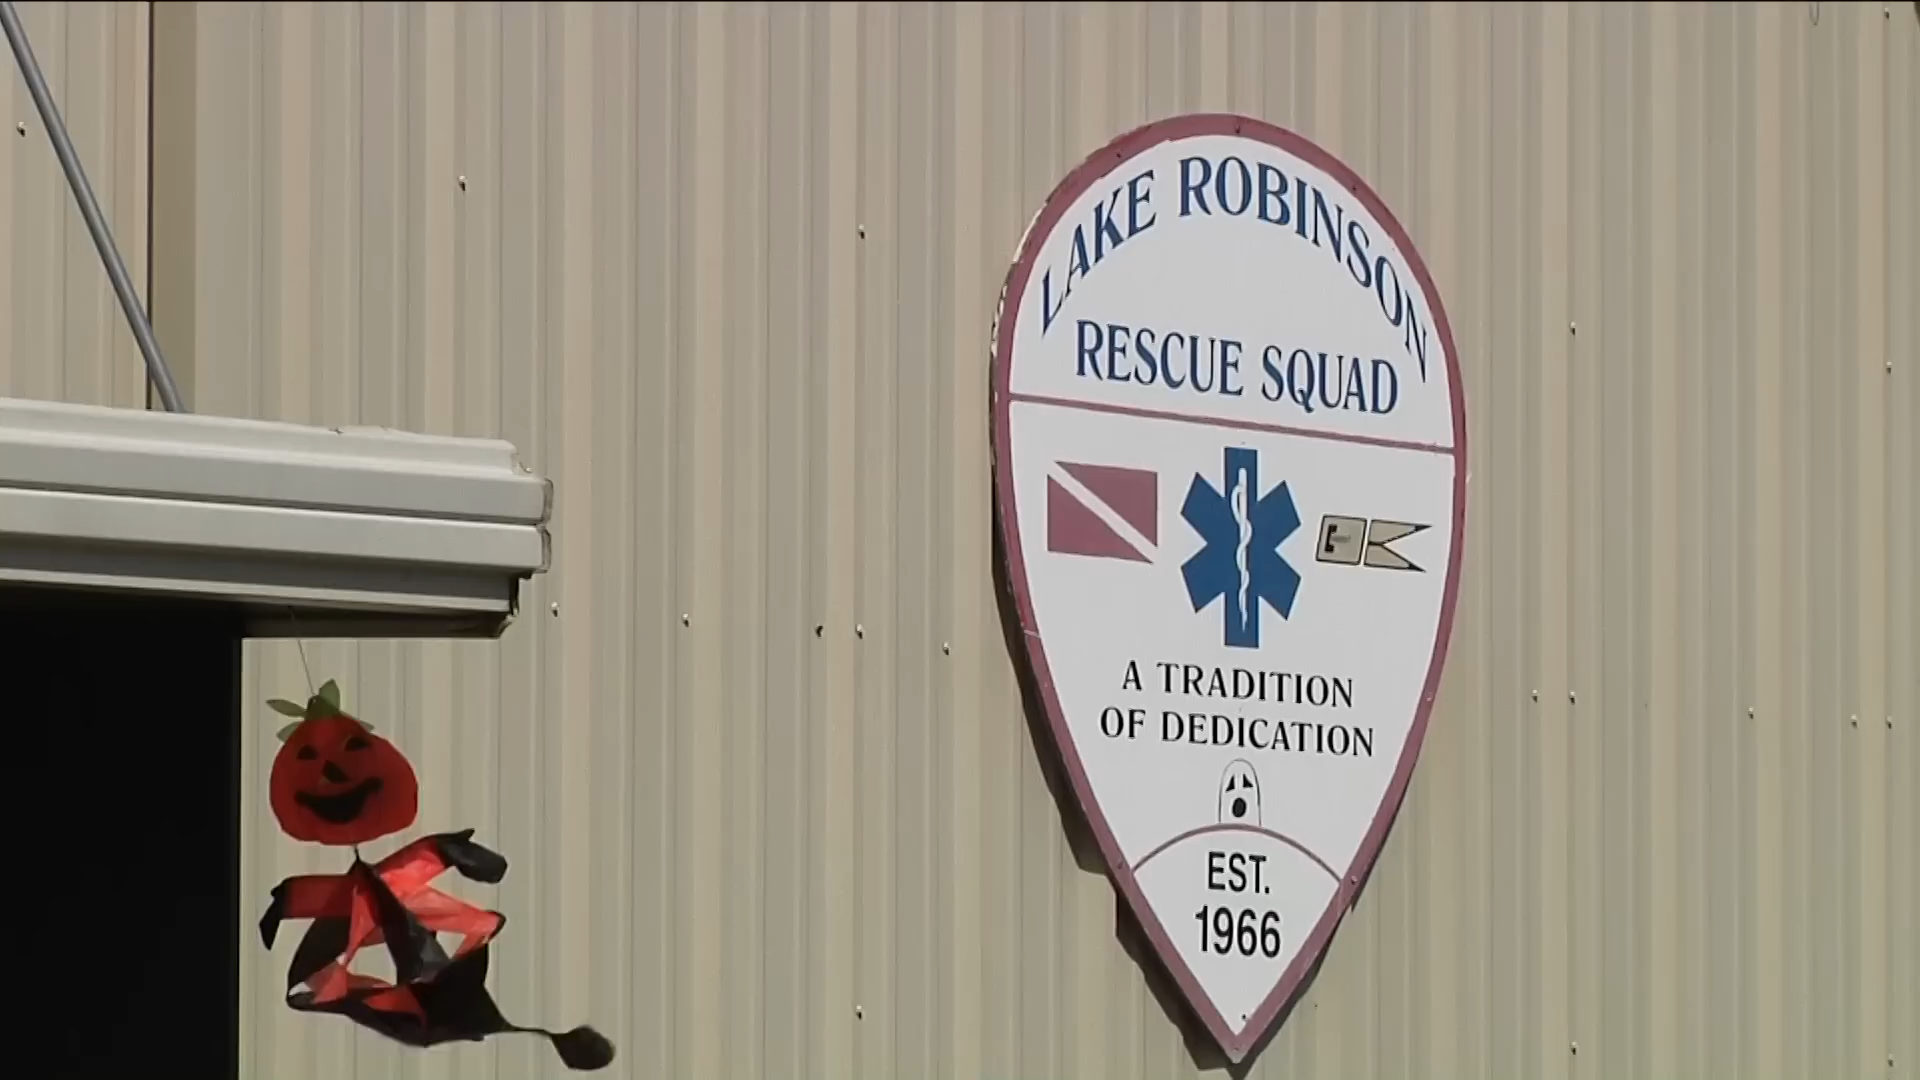 LAKE ROBINSON
RESCUE SQUAD
A TRADITION
OF DEDICATION
EST.
1966